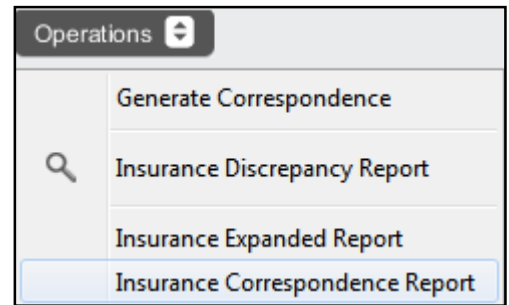 Operations
Generate Correspondence
Insurance Discrepancy Report
Insurance Expanded Report
Insurance Correspondence Report